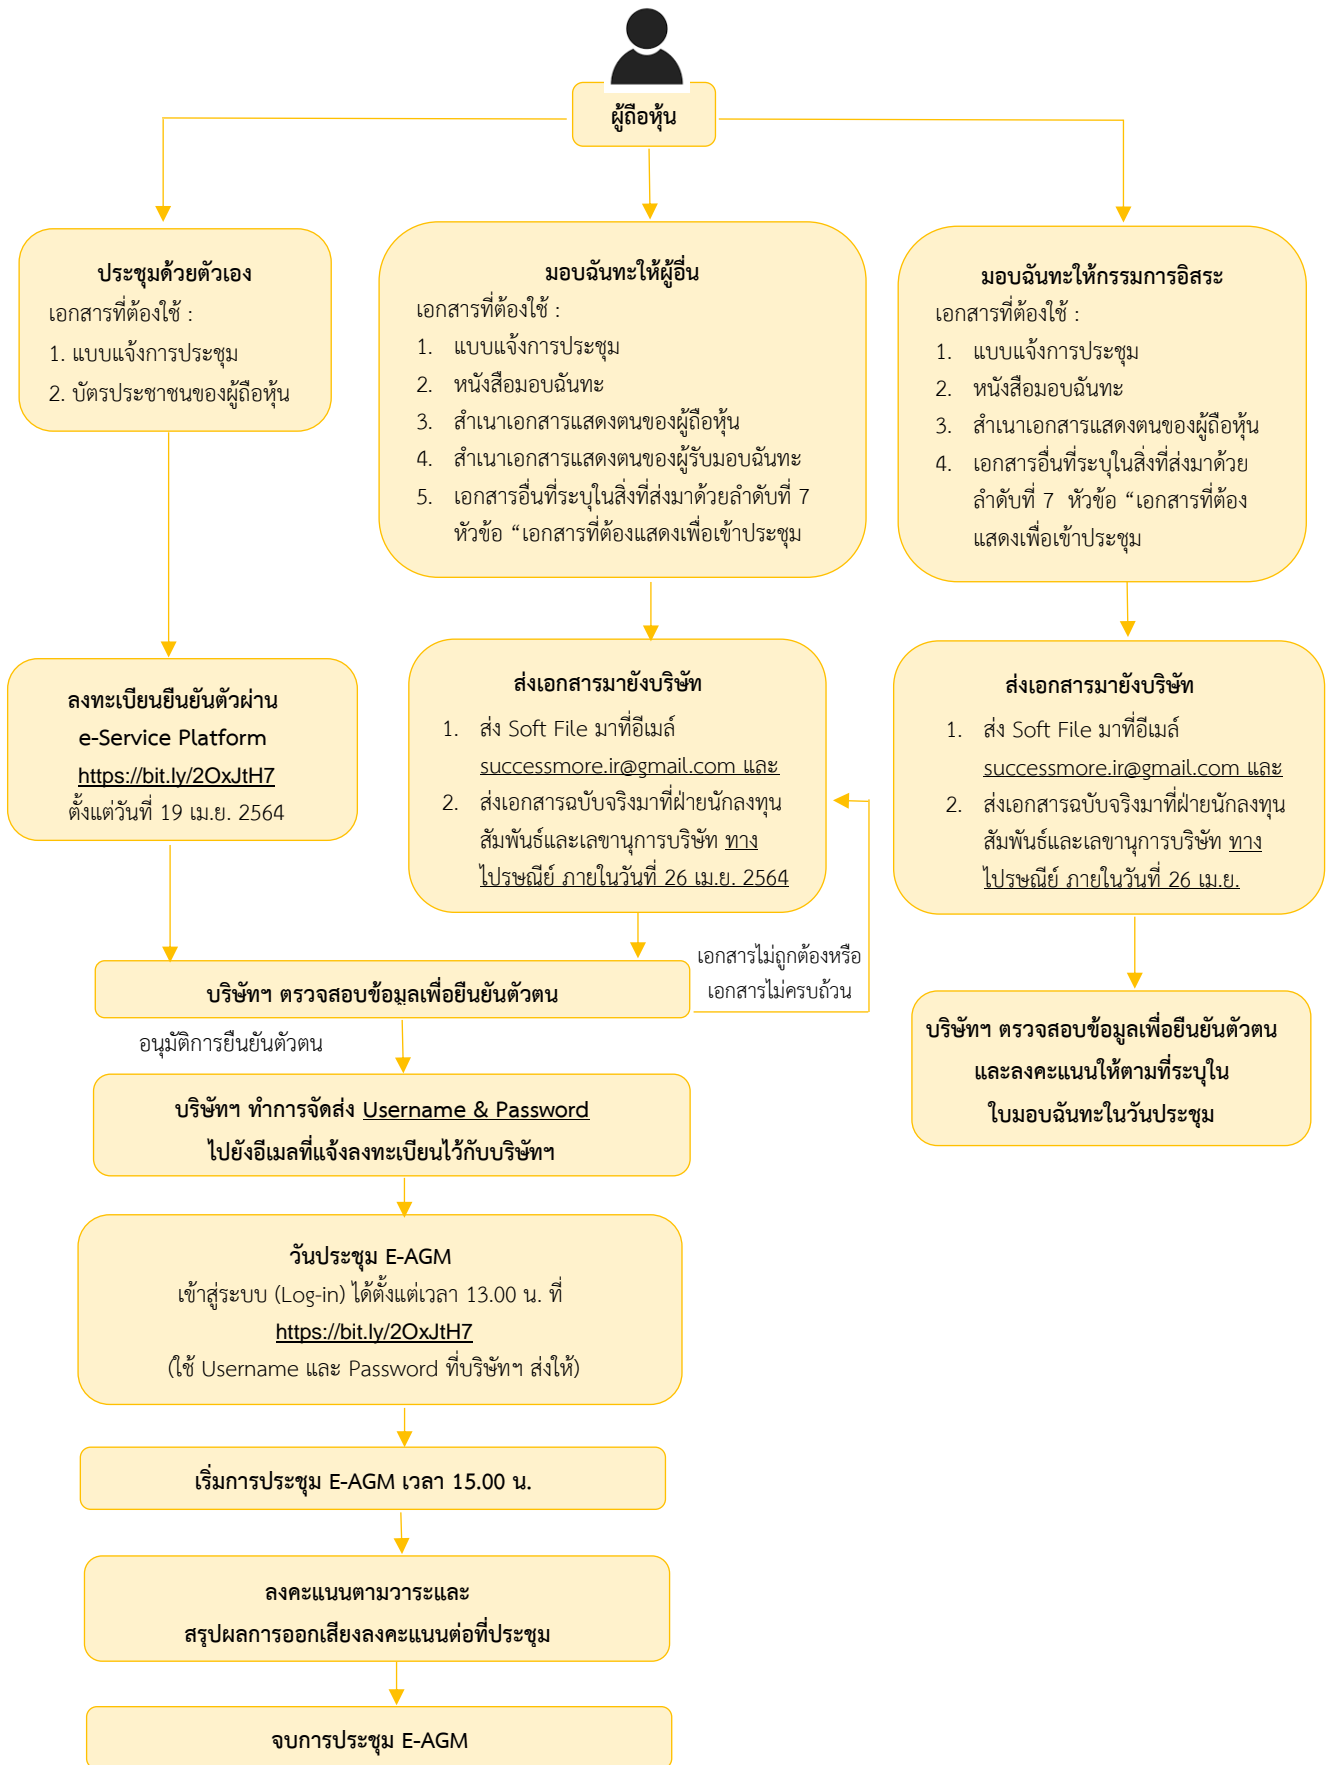 ผู้ถือหุ้น
ประชุมด้วยตัวเอง
เอกสารที่ต้องใช้ :
1. แบบแจ้งการประชุม
2. บัตรประชาชนของผู้ถือหุ้น
มอบฉันทะให้ผู้อื่น
เอกสารที่ต้องใช้ :
1. แบบแจ้งการประชุม
2. หนังสือมอบฉันทะ
3. สำเนาเอกสารแสดงตนของผู้ถือหุ้น
4. สำเนาเอกสารแสดงตนของผู้รับมอบฉันทะ
5. เอกสารอื่นที่ระบุในสิ่งที่ส่งมาด้วยลำดับที่ 7
หัวข้อ “เอกสารที่ต้องแสดงเพื่อเข้าประชุม
มอบฉันทะให้กรรมการอิสระ
เอกสารที่ต้องใช้ :
1. แบบแจ้งการประชุม
2. หนังสือมอบฉันทะ
3. สำเนาเอกสารแสดงตนของผู้ถือหุ้น
4. เอกสารอื่นที่ระบุในสิ่งที่ส่งมาด้วย
ลำดับที่ 7 หัวข้อ “เอกสารที่ต้อง
แสดงเพื่อเข้าประชุม
ลงทะเบียนยืนยันตัวผ่าน
e-Service Platform
https://bit.ly/2OxJtH7
ตั้งแต่วันที่ 19 เม.ย. 2564
ส่งเอกสารมายังบริษัท
1. ส่ง Soft File มาที่อีเมล์
successmore.ir@gmail.com และ
2. ส่งเอกสารฉบับจริงมาที่ฝ่ายนักลงทุน
สัมพันธ์และเลขานุการบริษัท ทาง
ไปรษณีย์ ภายในวันที่ 26 เม.ย. 2564
ส่งเอกสารมายังบริษัท
1. ส่ง Soft File มาที่อีเมล์
successmore.ir@gmail.com และ
2. ส่งเอกสารฉบับจริงมาที่ฝ่ายนักลงทุน
สัมพันธ์และเลขานุการบริษัท ทาง
ไปรษณีย์ ภายในวันที่ 26 เม.ย.
เอกสารไม่ถูกต้องหรือ
เอกสารไม่ครบถ้วน
บริษัทฯ ตรวจสอบข้อมูลเพื่อยืนยันตัวตน
อนุมัติการยืนยันตัวตน
บริษัทฯ ตรวจสอบข้อมูลเพื่อยืนยันตัวตน
และลงคะแนนให้ตามที่ระบุใน
ใบมอบฉันทะในวันประชุม
บริษัทฯ ทำการจัดส่ง Username & Password
ไปยังอีเมลที่แจ้งลงทะเบียนไว้กับบริษัทฯ
วันประชุม E-AGM
เข้าสู่ระบบ (Log-in) ได้ตั้งแต่เวลา 13.00 น. ที่
https://bit.ly/2OxJtH7
(ใช้ Username และ Password ที่บริษัทฯ ส่งให้)
เริ่มการประชุม E-AGM เวลา 15.00 น.
ลงคะแนนตามวาระและ
สรุปผลการออกเสียงลงคะแนนต่อที่ประชุม
จบการประชุม E-AGM